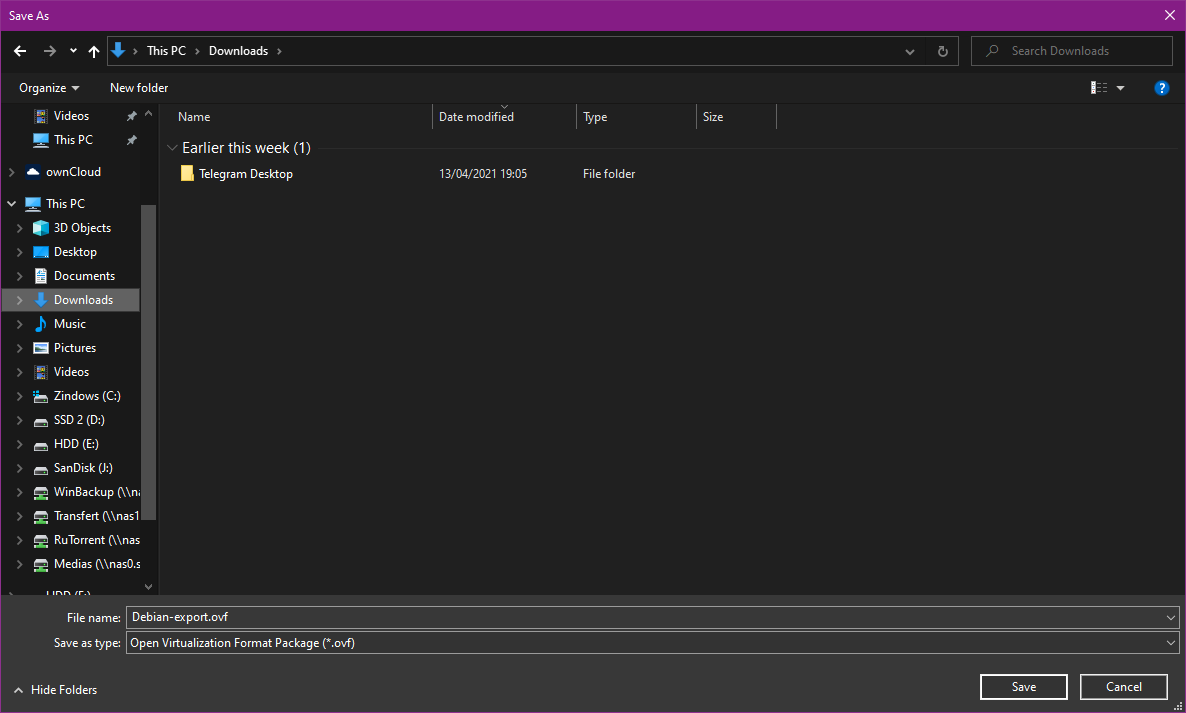 Save As
This PC Downloads
Search Downloads
Organize New folder
?
Name Date modified Type Size
Videos
This PC
ownCloud
This PC
3D Objects
Desktop
Documents
Downloads
Music
Pictures
Videos
Zindows (C:)
SSD 2 (D:)
HDD (E:)
SanDisk (J:)
WinBackup (\\na
Transfert (\\nas1
RuTorrent (\\nas
Medias (\\nas0.s
HDD (E:)
Earlier this week (1)
Telegram Desktop 13/04/2021 19:05 File folder
File name: Debian-export.ovf
Save as type: Open Virtualization Format Package (*.ovf)
Hide Folders
Save Cancel